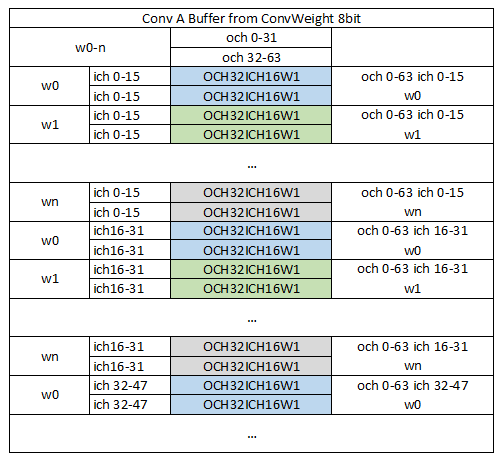 Conv A Buffer from ConvWeight 8bit
w0-n
och 0-31
och 32-63
w0
ich 0-15 OCH32ICH16W1 och 0-63 ich 0-15
ich 0-15 OCH32ICH16W1 w0
w1
ich 0-15 OCH32ICH16W1 och 0-63 ich 0-15
ich 0-15 OCH32ICH16W1 w1
...
wn
ich 0-15 OCH32ICH16W1 och 0-63 ich 0-15
ich 0-15 OCH32ICH16W1 wn
w0
ich16-31 OCH32ICH16W1 och 0-63 ich 16-31
ich16-31 OCH32ICH16W1 w0
w1
ich16-31 OCH32ICH16W1 och 0-63 ich 16-31
ich16-31 OCH32ICH16W1 w1
...
wn
ich16-31 OCH32ICH16W1 och 0-63 ich 16-31
ich 16-31 OCH32ICH16W1 wn
w0
ich 32-47 OCH32ICH16W1 och 0-63 ich 32-47
ich 32-47 OCH32ICH16W1 w0
...